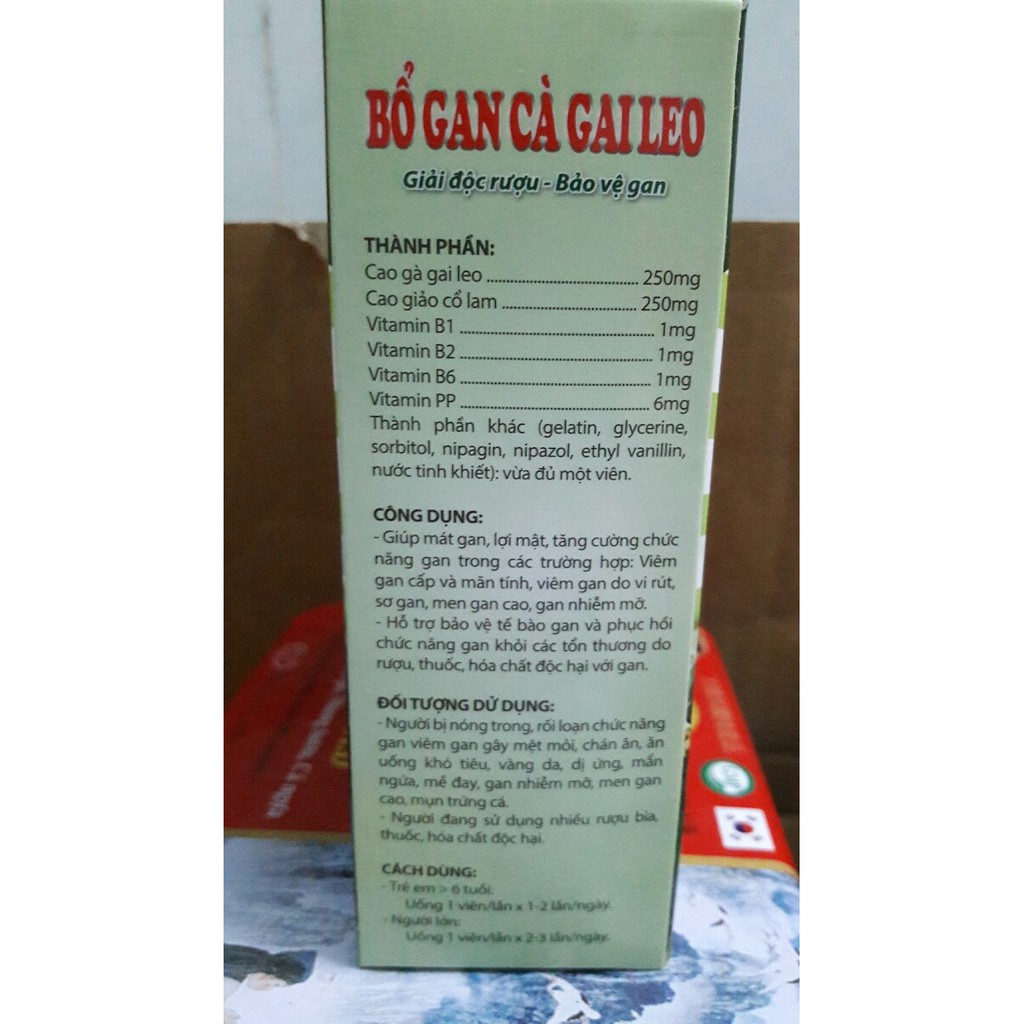 BỔ GAN CÀ GAI LEO
Giải độc rượu - Bảo vệ gan
THÀNH PHẦN:
Cao gà gai leo ........................................ 250mg
Cao giảo cổ lam .................................... 250mg
Vitamin B1 .................................................... 1mg
Vitamin B2 .................................................... 1mg
Vitamin B6 .................................................... 1mg
Vitamin PP .................................................... 6mg
Thành phần khác (gelatin, glycerine,
sorbitol, nipagin, nipazol, ethyl vanillin,
nước tinh khiết): vừa đủ một viên.
CÔNG DỤNG:
- Giúp mát gan, lợi mật, tăng cường chức
năng gan trong các trường hợp: Viêm
gan cấp và mãn tính, viêm gan do vi rút,
sơ gan, men gan cao, gan nhiễm mỡ.
- Hỗ trợ bảo vệ tế bào gan và phục hồi
chức năng gan khỏi các tổn thương do
rượu, thuốc, hóa chất độc hại với gan.
ĐỐI TƯỢNG DỬ DỤNG:
- Người bị nóng trong, rối loạn chức năng
gan viêm gan gây mệt mỏi, chán ăn, ăn
uống khó tiêu, vàng da, dị ứng, mẩn
ngứa, mề đay, gan nhiễm mỡ, men gan
cao, mụn trứng cá.
- Người đang sử dụng nhiều rượu bia,
thuốc, hóa chất độc hại.
CÁCH DÙNG:
- Trẻ em > 6 tuổi:
Uống 1 viên/lần x 1-2 lần/ngày.
- Người lớn:
Uống 1 viên/lần x 2-3 lần/ngày.